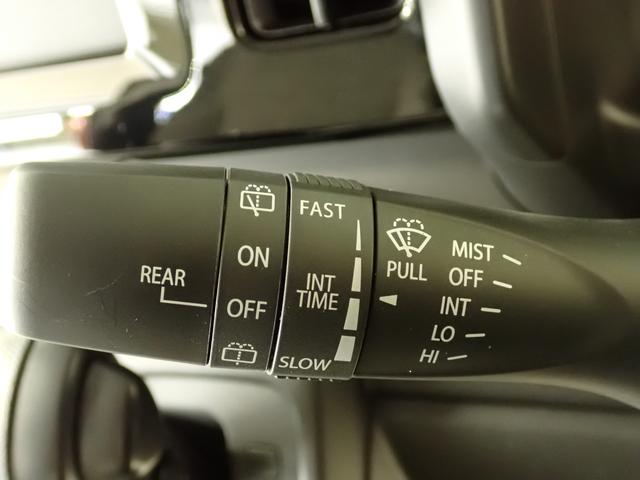 REAR
ON
OFF
FAST
INT
TIME
SLOW
PULL
MIST
OFF
INT
LO
HI